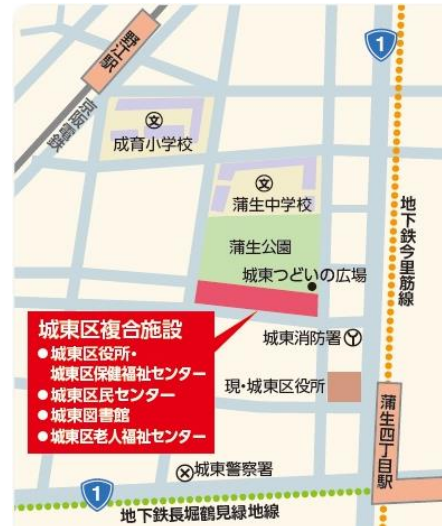 1
野江駅
京阪電鉄
文
成育小学校
文
蒲生中学校
蒲生公園
城東つどいの広場
地下鉄今里筋線
城東区複合施設
●城東区役所・
城東区保健福祉センター
●城東区民センター
●城東図書館
●城東区老人福祉センター
城東消防署
現・城東区役所
蒲生四丁目駅
城東警察署
1
地下鉄長堀鶴見緑地線